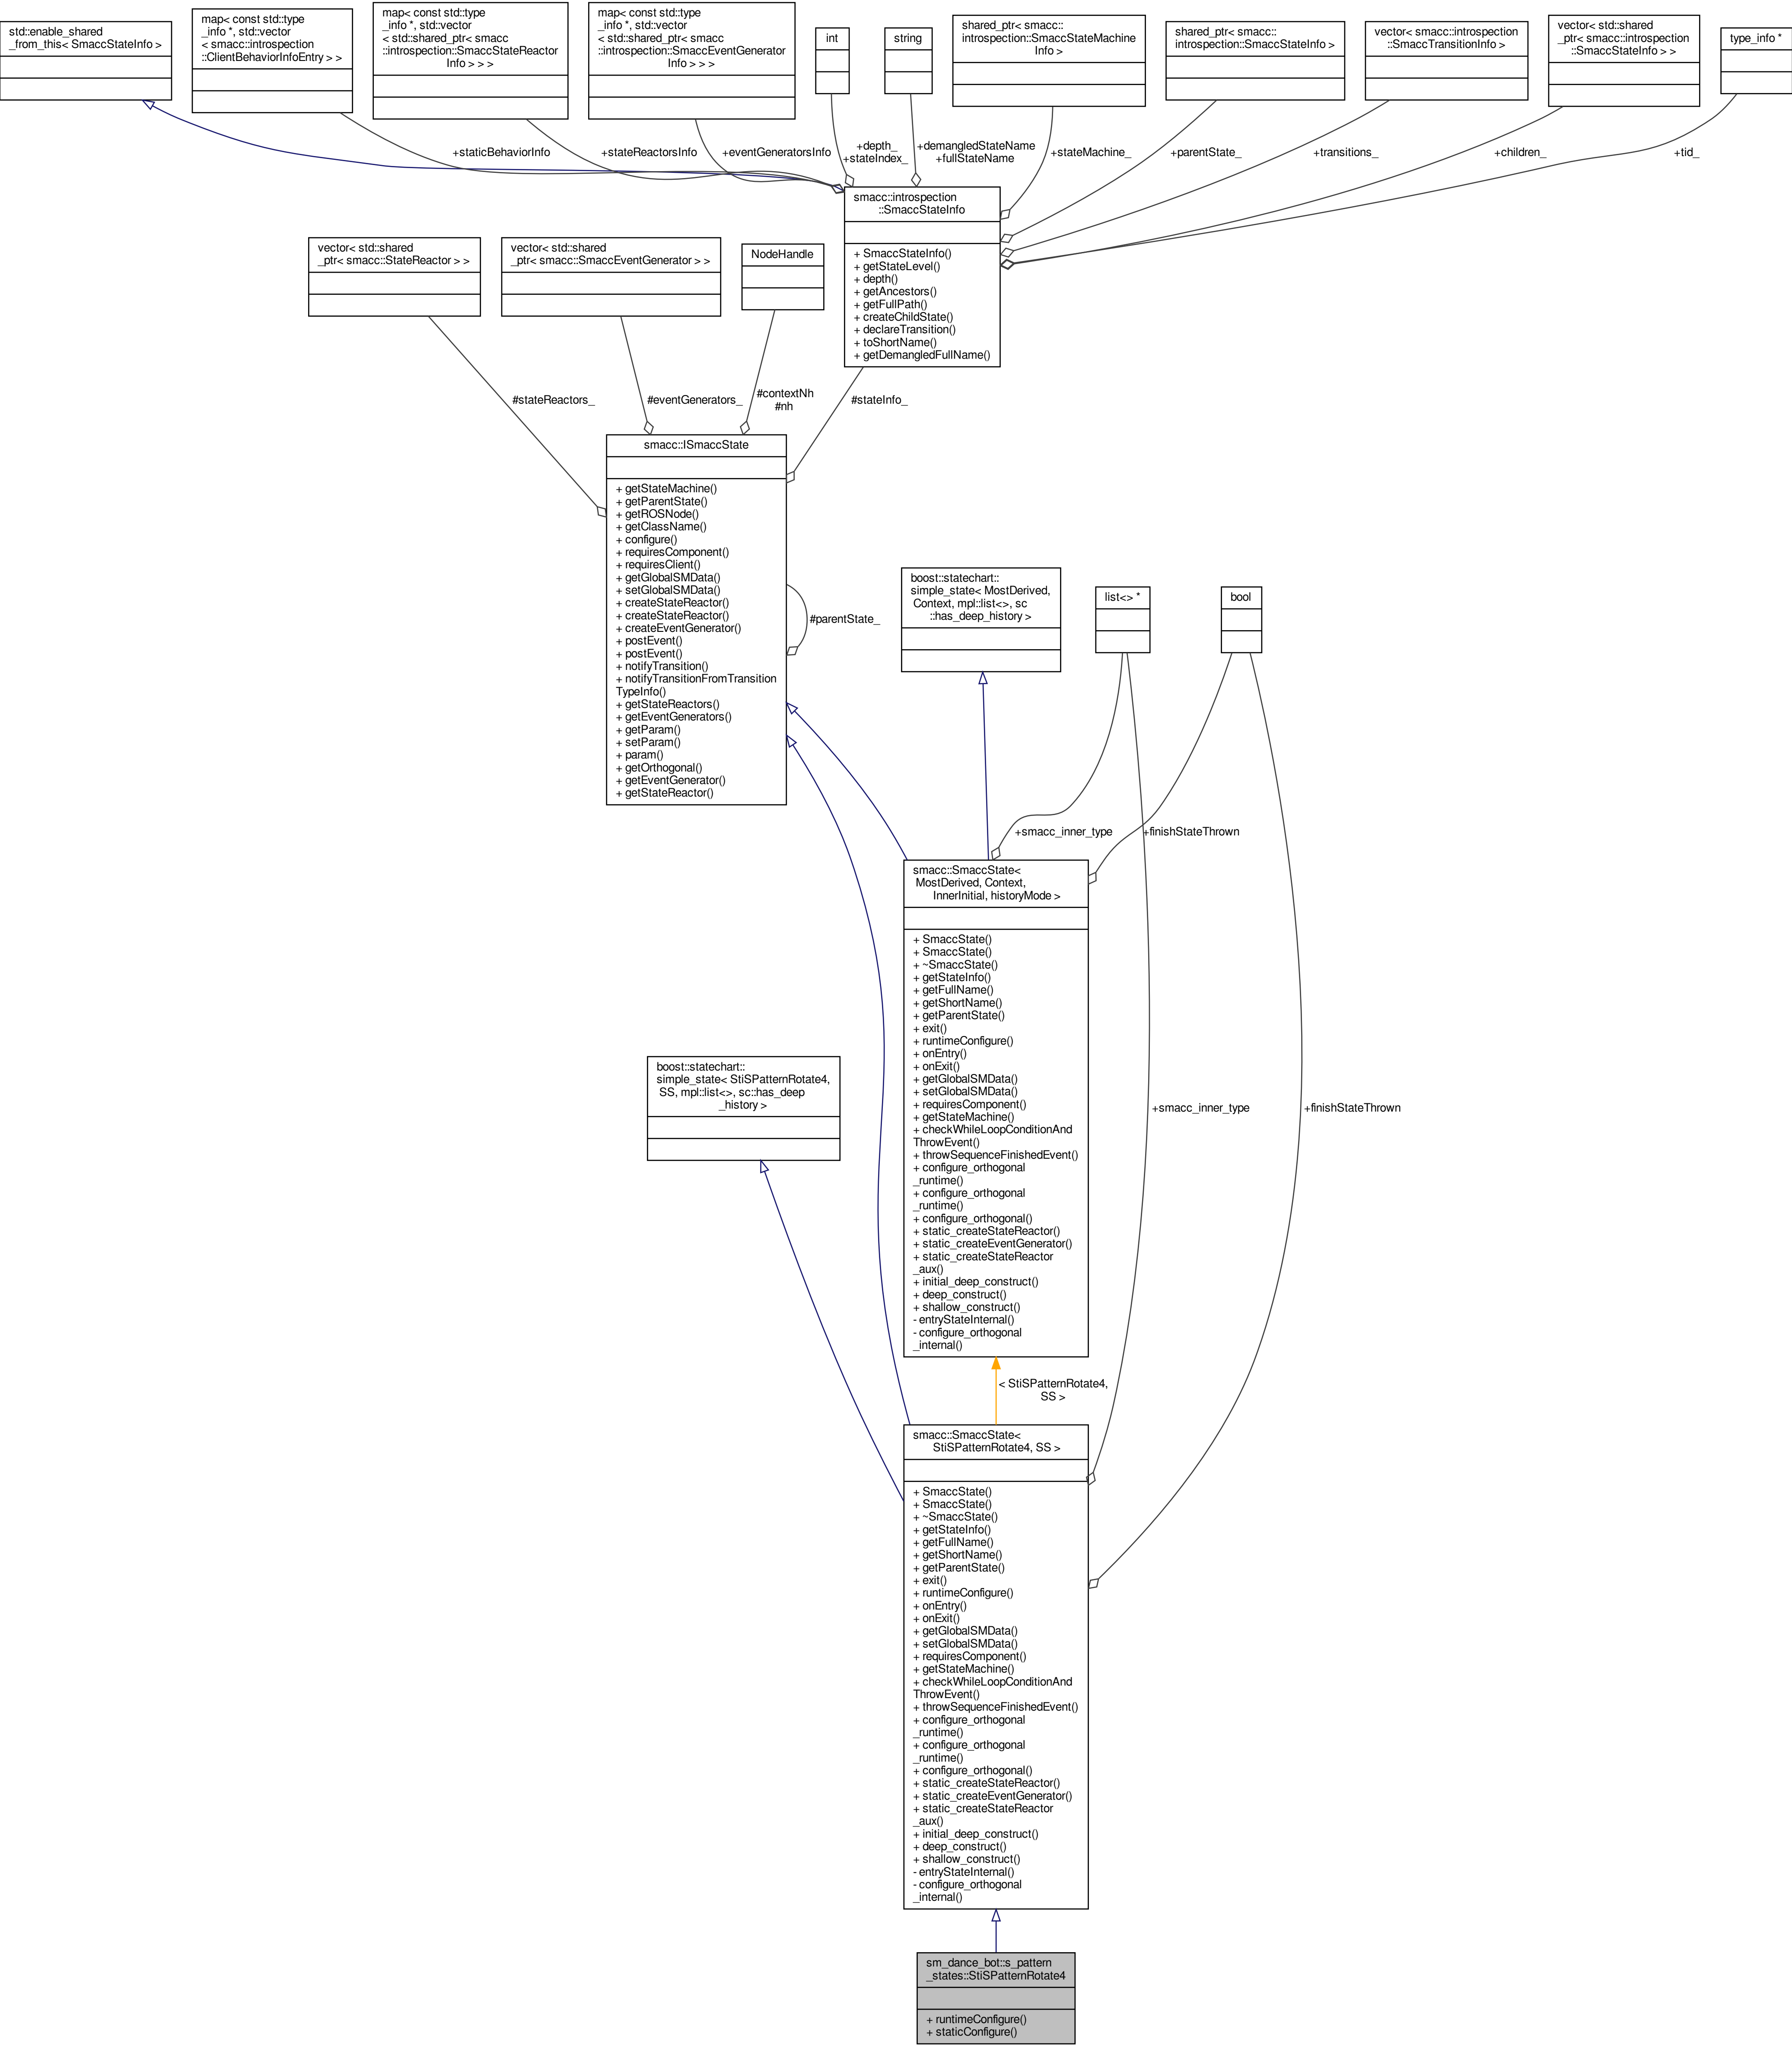 std::enable_shared
_from_this< SmaccStateInfo >
map< const std::type
_info *, std::vector
< smacc::introspection
::ClientBehaviorInfoEntry > >
map< const std::type
_info *, std::vector
< std::shared_ptr< smacc
::introspection::SmaccStateReactor
Info > > >
map< const std::type
_info *, std::vector
< std::shared_ptr< smacc
::introspection::SmaccEventGenerator
Info > > >
int
string
shared_ptr< smacc::
introspection::SmaccStateMachine
Info >
shared_ptr< smacc::
introspection::SmaccStateInfo >
vector< smacc::introspection
::SmaccTransitionInfo >
vector< std::shared
_ptr< smacc::introspection
::SmaccStateInfo > >
type_info *
+staticBehaviorInfo
+stateReactorsInfo
+eventGeneratorsInfo
+depth_
+stateIndex_
+demangledStateName
+fullStateName
+stateMachine_
+parentState_
+transitions_
+children_
+tid_
smacc::introspection
::SmaccStateInfo
+ SmaccStateInfo()
+ getStateLevel()
+ depth()
+ getAncestors()
+ getFullPath()
+ createChildState()
+ declareTransition()
+ toShortName()
+ getDemangledFullName()
vector< std::shared
_ptr< smacc::StateReactor > >
vector< std::shared
_ptr< smacc::SmaccEventGenerator > >
NodeHandle
#stateReactors_
#eventGenerators_
#contextNh
#nh
#stateInfo_
smacc::ISmaccState
+ getStateMachine()
+ getParentState()
+ getROSNode()
+ getClassName()
+ configure()
+ requiresComponent()
+ requiresClient()
+ getGlobalSMData()
+ setGlobalSMData()
+ createStateReactor()
+ createStateReactor()
+ createEventGenerator()
+ postEvent()
+ postEvent()
+ notifyTransition()
+ notifyTransitionFromTransition
TypeInfo()
+ getStateReactors()
+ getEventGenerators()
+ getParam()
+ setParam()
+ param()
+ getOrthogonal()
+ getEventGenerator()
+ getStateReactor()
#parentState_
boost::statechart::
simple_state< MostDerived,
Context, mpl::list<>, sc
::has_deep_history >
list<> *
bool
+smacc_inner_type
+finishStateThrown
smacc::SmaccState<
MostDerived, Context,
InnerInitial, historyMode >
+ SmaccState()
+ SmaccState()
+ ~SmaccState()
+ getStateInfo()
+ getFullName()
+ getShortName()
+ getParentState()
+ exit()
+ runtimeConfigure()
+ onEntry()
+ onExit()
+ getGlobalSMData()
+ setGlobalSMData()
+ requiresComponent()
+ getStateMachine()
+ checkWhileLoopConditionAnd
ThrowEvent()
+ throwSequenceFinishedEvent()
+ configure_orthogonal
_runtime()
+ configure_orthogonal
_runtime()
+ configure_orthogonal()
+ static_createStateReactor()
+ static_createEventGenerator()
+ static_createStateReactor
_aux()
+ initial_deep_construct()
+ deep_construct()
+ shallow_construct()
- entryStateInternal()
- configure_orthogonal
_internal()
boost::statechart::
simple_state< StiSPatternRotate4,
SS, mpl::list<>, sc::has_deep
_history >
+smacc_inner_type
+finishStateThrown
< StiSPatternRotate4,
SS >
smacc::SmaccState<
StiSPatternRotate4, SS >
+ SmaccState()
+ SmaccState()
+ ~SmaccState()
+ getStateInfo()
+ getFullName()
+ getShortName()
+ getParentState()
+ exit()
+ runtimeConfigure()
+ onEntry()
+ onExit()
+ getGlobalSMData()
+ setGlobalSMData()
+ requiresComponent()
+ getStateMachine()
+ checkWhileLoopConditionAnd
ThrowEvent()
+ throwSequenceFinishedEvent()
+ configure_orthogonal
_runtime()
+ configure_orthogonal
_runtime()
+ configure_orthogonal()
+ static_createStateReactor()
+ static_createEventGenerator()
+ static_createStateReactor
_aux()
+ initial_deep_construct()
+ deep_construct()
+ shallow_construct()
- entryStateInternal()
- configure_orthogonal
_internal()
sm_dance_bot::s_pattern
_states::StiSPatternRotate4
+ runtimeConfigure()
+ staticConfigure()